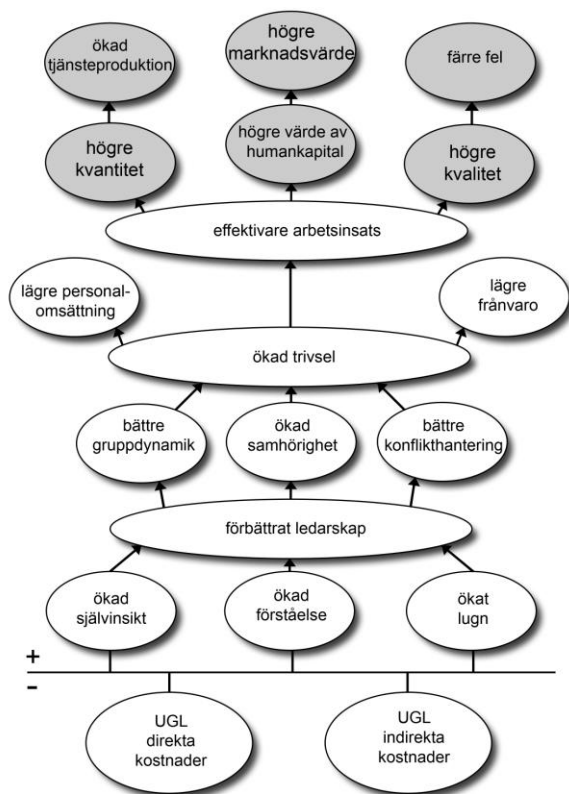 ökad
tjänsteproduktion
högre
marknadsvärde
färre fel
högre
kvantitet
högre värde av
humankapital
högre
kvalitet
effektivare arbetsinsats
lägre personal-
omsättning
lägre
frånvaro
ökad trivsel
bättre
gruppdynamik
ökad
samhörighet
bättre
konflikthantering
förbättrat ledarskap
ökad
självinsikt
ökad
förståelse
ökat
lugn
+
–
UGL
direkta
kostnader
UGL
indirekta
kostnader